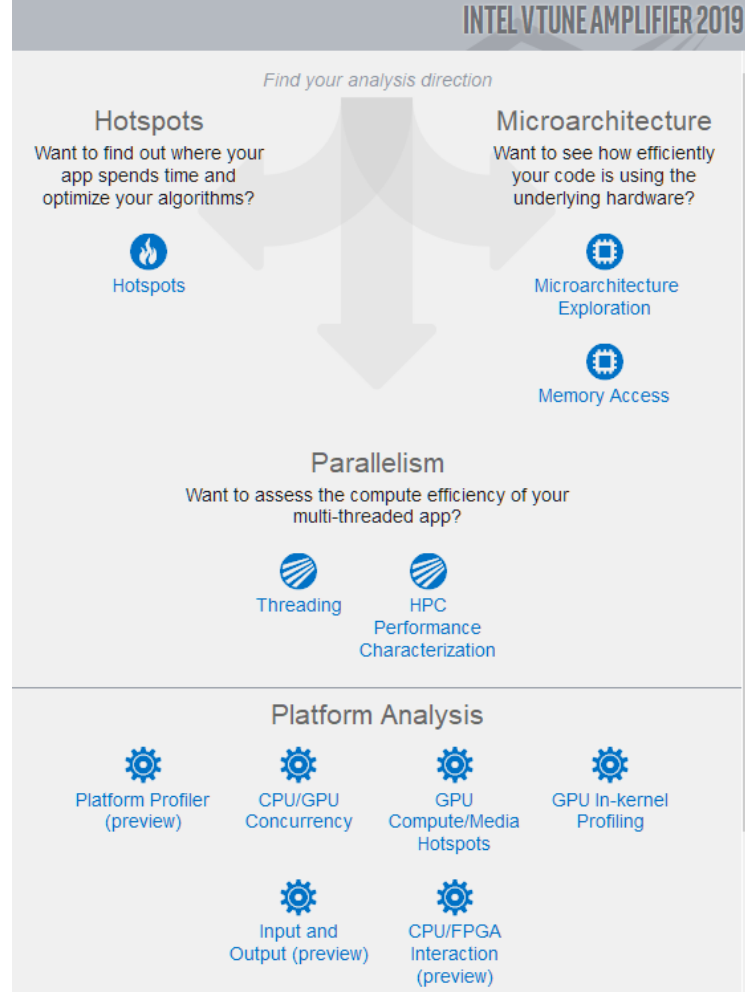 INTEL VTUNE AMPLIFIER 2019
Find your analysis direction
Hotspots
Want to find out where your
app spends time and
optimize your algorithms?
Hotspots
Microarchitecture
Want to see how efficiently
your code is using the
underlying hardware?
Microarchitecture
Exploration
Memory Access
Parallelism
Want to assess the compute efficiency of your
multi-threaded app?
Threading
HPC
Performance
Characterization
Platform Analysis
Platform Profiler
(preview)
CPU/GPU
Concurrency
GPU
Compute/Media
Hotspots
GPU In-kernel
Profiling
Input and
Output (preview)
CPU/FPGA
Interaction
(preview)